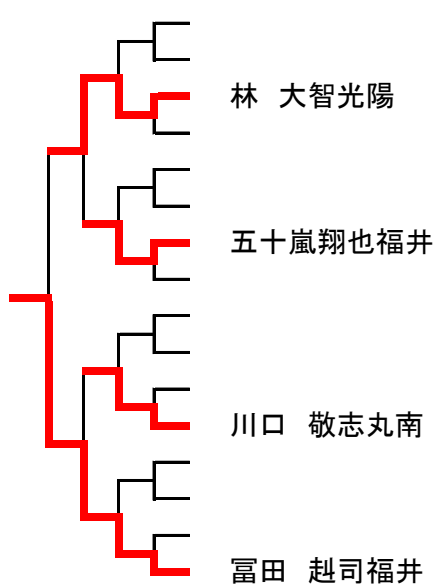 林　大智光陽
五十嵐翔也福井
川口　敬志丸南
冨田　赳司福井